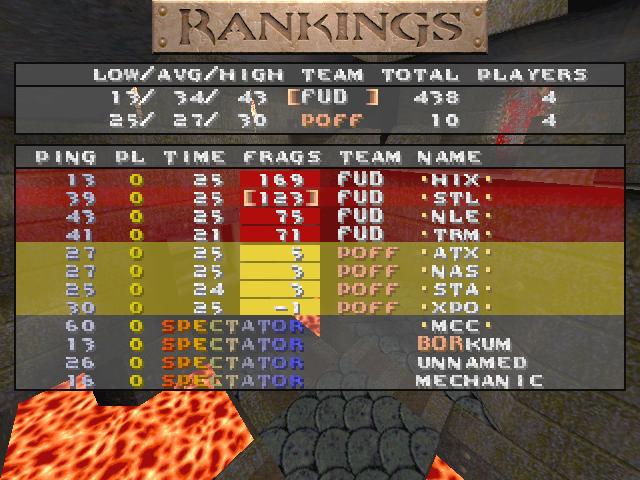 RANKINGS
LOW/AVG/HIGH TEAM TOTAL PLAYERS
13/ 34/ 43 [FUD ] 438 4
25/ 27/ 30 POFF 10 4
PING PL TIME FRAGS TEAM NAME
13 0 25 169 FUD •HIX•
39 0 25 [123] FUD •STL•
43 0 25 75 FUD •NLE•
41 0 21 71 FUD •TRM•
27 0 25 5 POFF •ATX•
27 0 25 3 POFF •NAS•
25 0 24 3 POFF •STA•
30 0 25 -1 POFF •XPO•
60 0 SPECTATOR •MCC•
13 0 SPECTATOR BORKUM
26 0 SPECTATOR UNNAMED
16 0 SPECTATOR MECHANIC